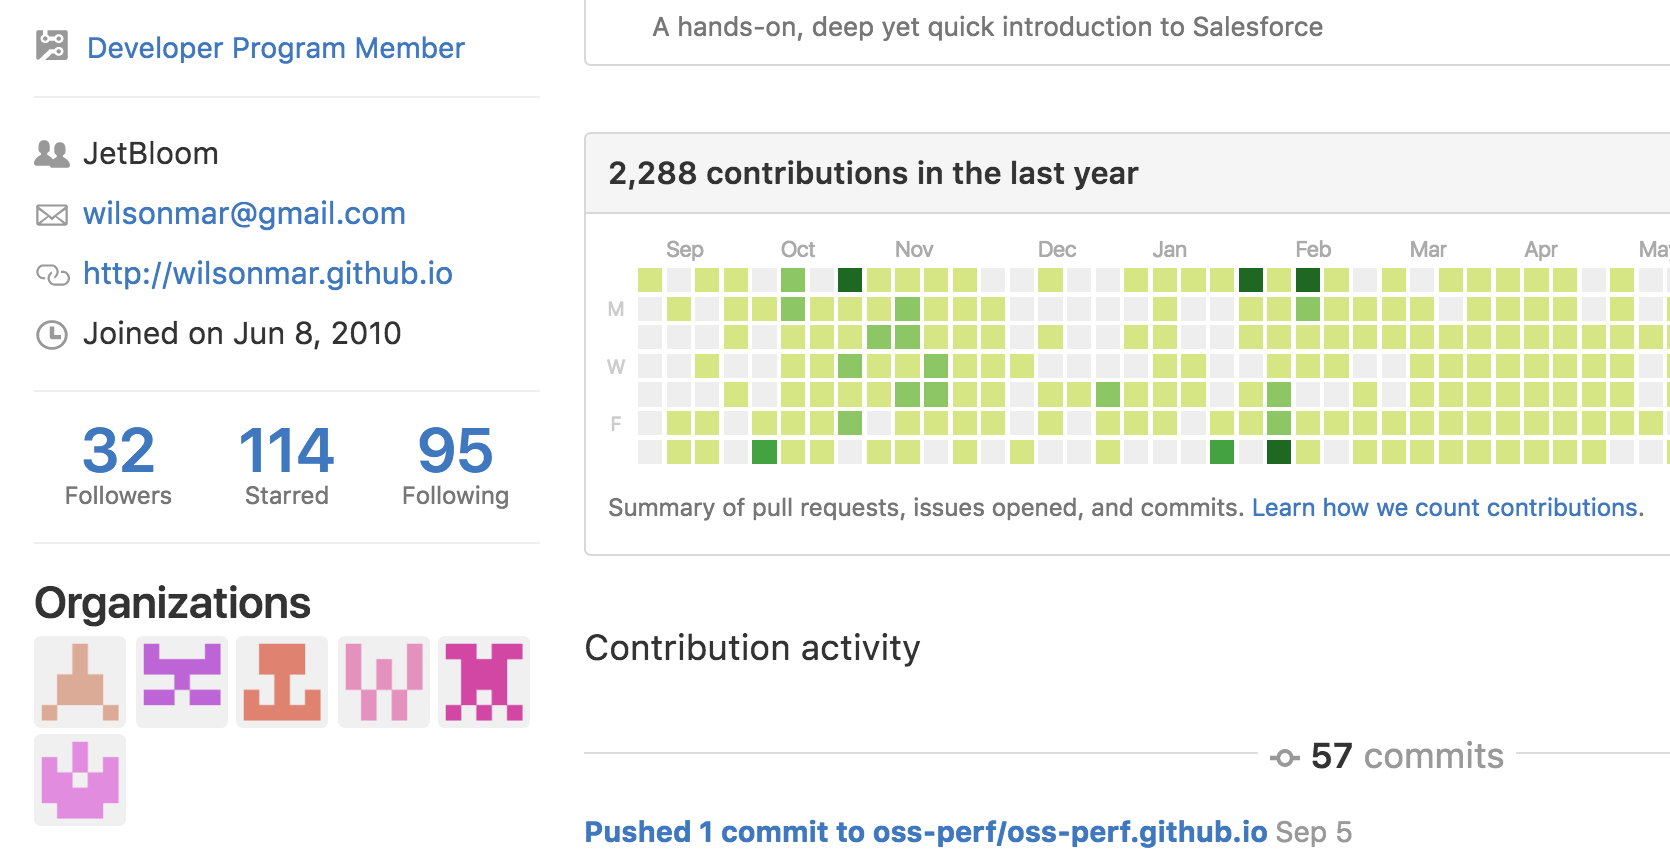 Developer Program Member
JetBloom
wilsonmar@gmail.com
http://wilsonmar.github.io
Joined on Jun 8, 2010
32 114 95
Followers Starred Following
Organizations
A hands-on, deep yet quick introduction to Salesforce
2,288 contributions in the last year
Sep Oct Nov Dec Jan Feb Mar Apr May
M
W
F
Summary of pull requests, issues opened, and commits. Learn how we count contributions.
Contribution activity
57 commits
Pushed 1 commit to oss-perf/oss-perf.github.io Sep 5